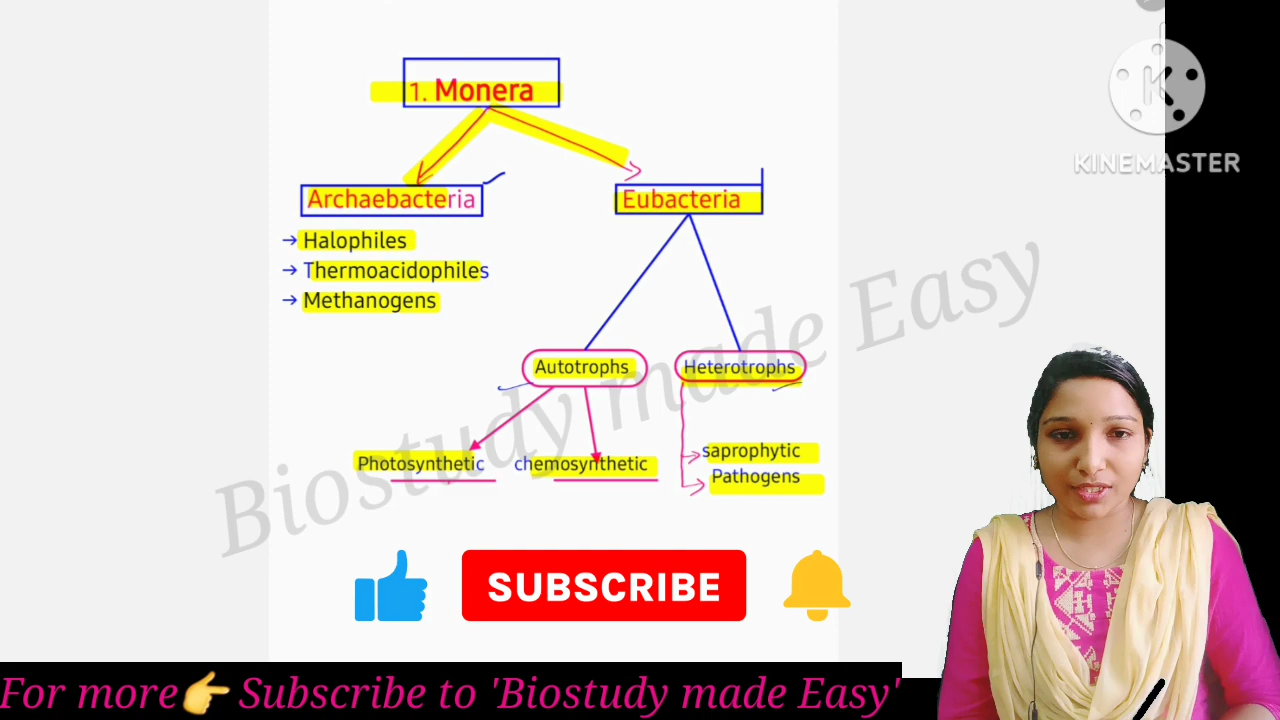 1. Monera
KINEMASTER
Archaebacteria
Eubacteria
→ Halophiles
→ Thermoacidophiles
→ Methanogens
Autotrophs
Heterotrophs
Photosynthetic
chemosynthetic
saprophytic
Pathogens
Biostudy made Easy
SUBSCRIBE
For more👉 Subscribe to 'Biostudy made Easy'